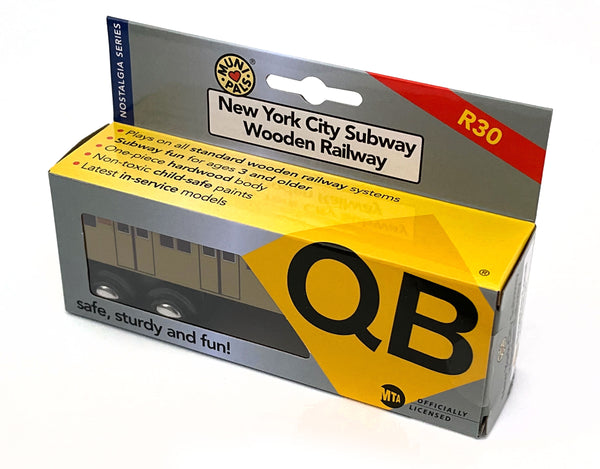 NOSTALGIA SERIES
MUNI
PALS
New York City Subway
Wooden Railway
R30
• Plays on all standard wooden railway systems
• Subway fun for ages 3 and older
• One-piece hardwood body
• Non-toxic child-safe paints
• Latest in-service models
QB
®
safe, sturdy and fun!
MTA
OFFICIALLY
LICENSED